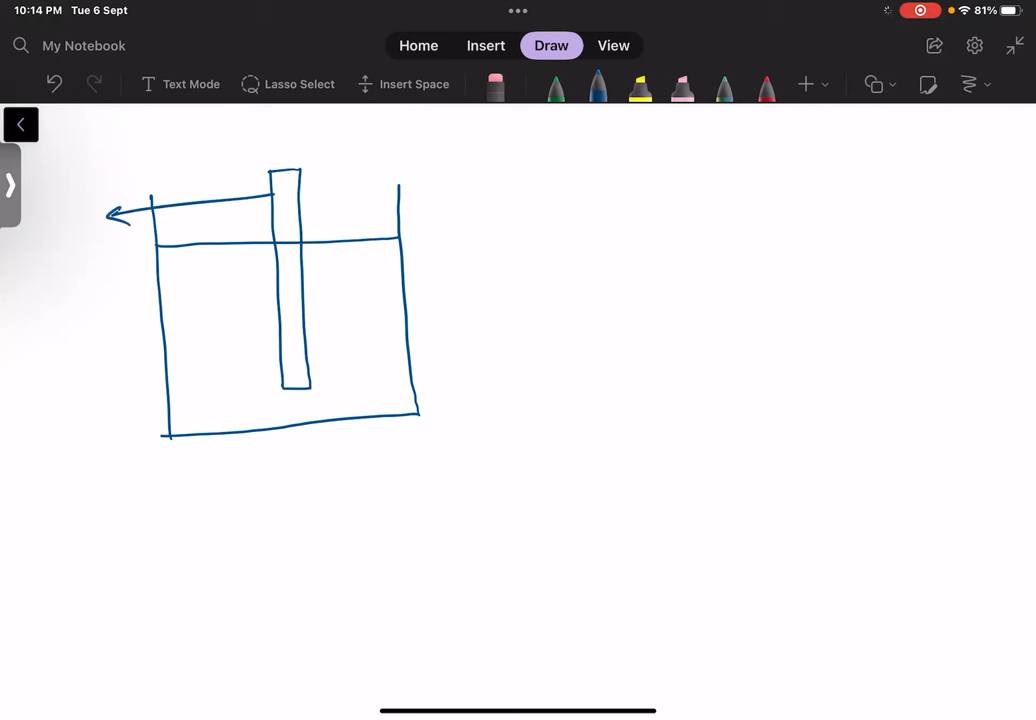 10:14 PM Tue 6 Sept
81%
My Notebook
Home Insert Draw View
Text Mode Lasso Select Insert Space